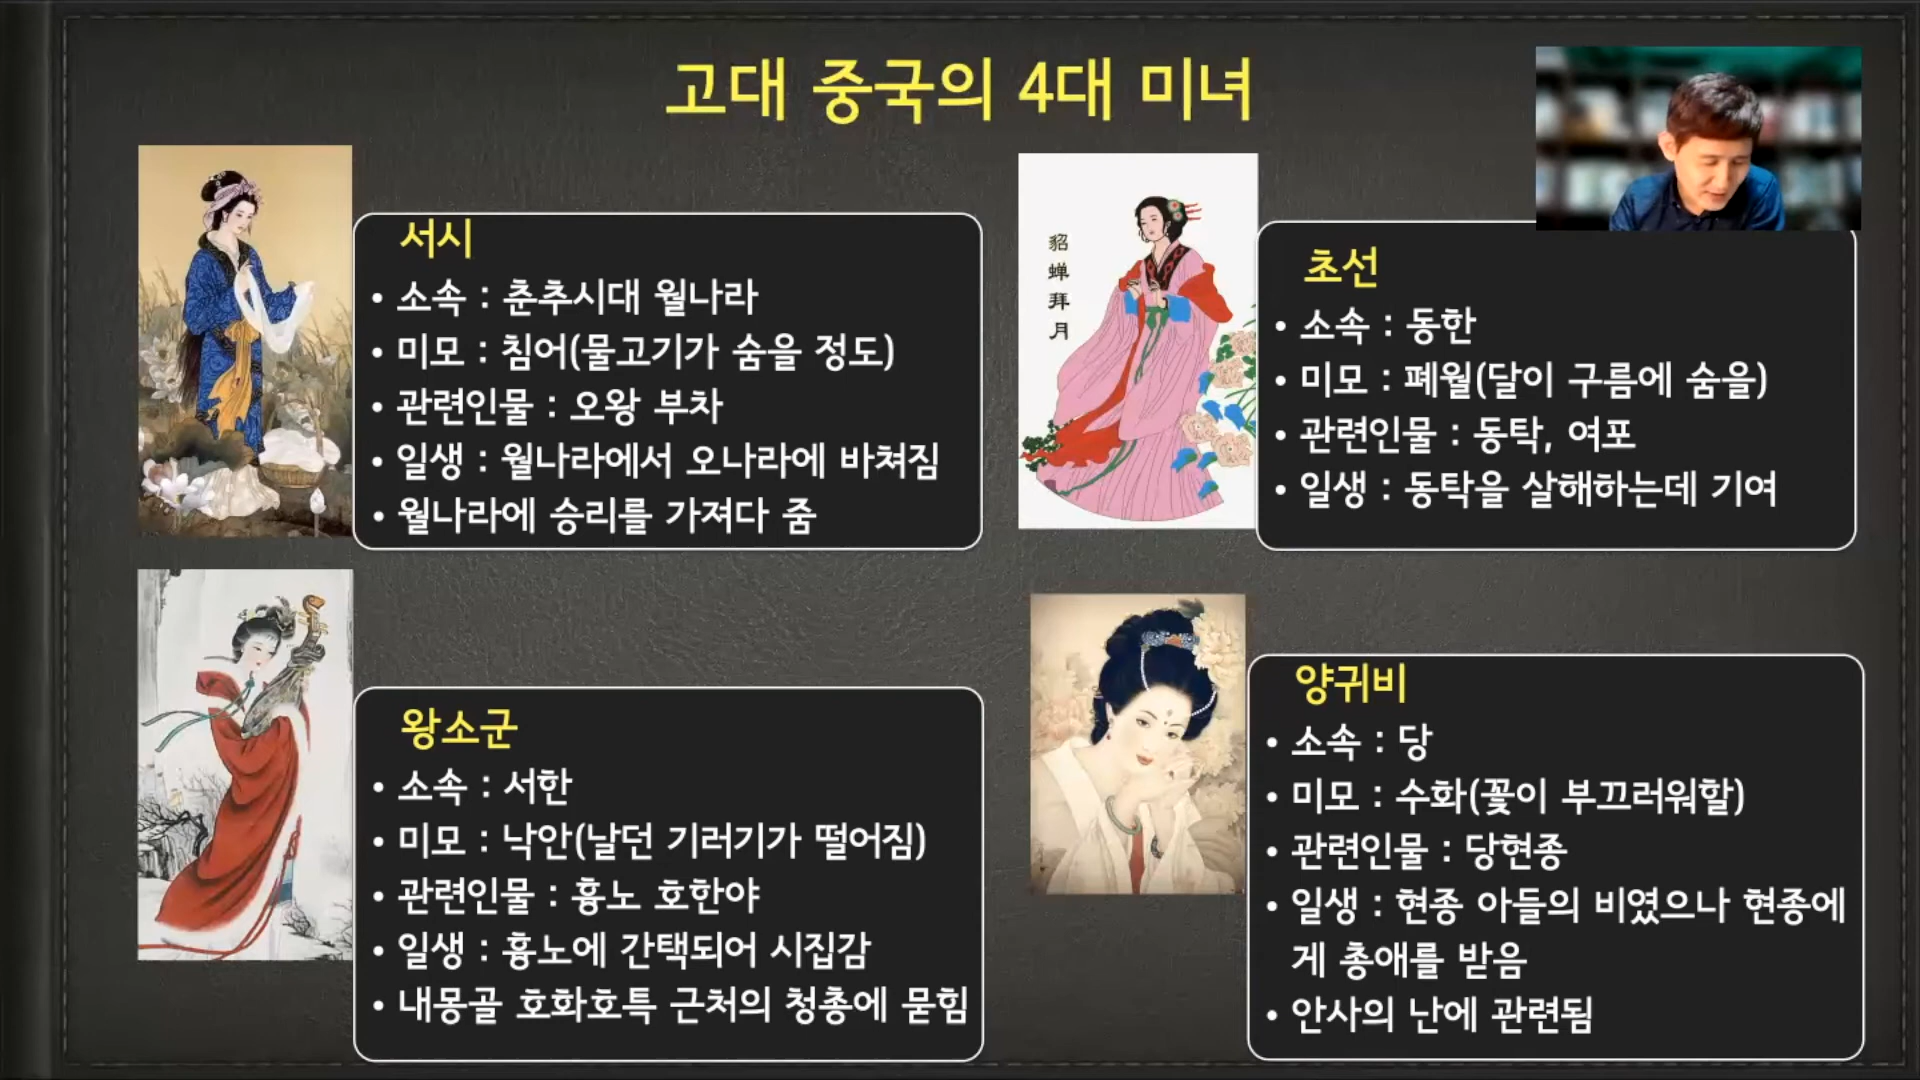 고대 중국의 4대 미녀
서시
• 소속 : 춘추시대 월나라
• 미모 : 침어(물고기가 숨을 정도)
• 관련인물 : 오왕 부차
• 일생 : 월나라에서 오나라에 바쳐짐
• 월나라에 승리를 가져다 줌
貂
蝉
拜
月
초선
• 소속 : 동한
• 미모 : 폐월(달이 구름에 숨을)
• 관련인물 : 동탁, 여포
• 일생 : 동탁을 살해하는데 기여
왕소군
• 소속 : 서한
• 미모 : 낙안(날던 기러기가 떨어짐)
• 관련인물 : 흉노 호한야
• 일생 : 흉노에 간택되어 시집감
• 내몽골 호화호특 근처의 청총에 묻힘
양귀비
• 소속 : 당
• 미모 : 수화(꽃이 부끄러워할)
• 관련인물 : 당현종
• 일생 : 현종 아들의 비였으나 현종에
게 총애를 받음
• 안사의 난에 관련됨